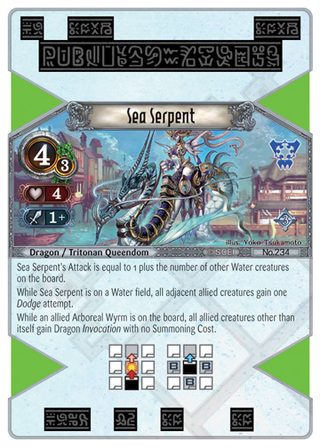 Sea Serpent
4
3
4
1+
illus. Yoko Tsukamoto
Dragon / Tritonan Queendom
No.234
Sea Serpent's Attack is equal to 1 plus the number of other Water creatures
on the board.
While Sea Serpent is on a Water field, all adjacent allied creatures gain one
Dodge attempt.
While an allied Arboreal Wyrm is on the board, all allied creatures other than
itself gain Dragon Invocation with no Summoning Cost.